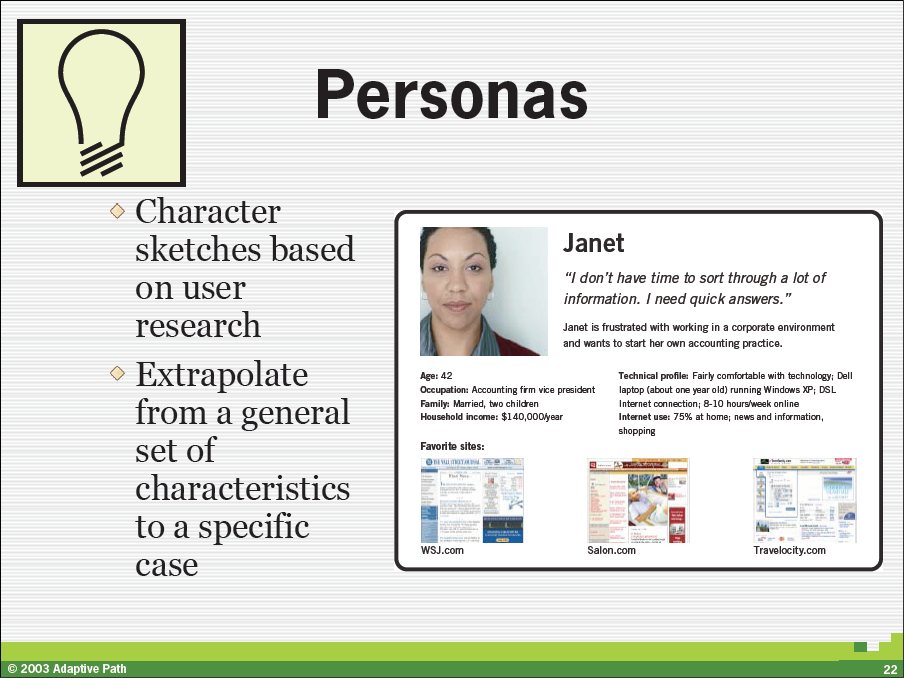 Personas
Character
sketches based
on user
research
Extrapolate
from a general
set of
characteristics
to a specific
case
Janet
“I don’t have time to sort through a lot of
information. I need quick answers.”
Janet is frustrated with working in a corporate environment
and wants to start her own accounting practice.
Age: 42
Occupation: Accounting firm vice president
Family: Married, two children
Household income: $140,000/year
Technical profile: Fairly comfortable with technology; Dell
laptop (about one year old) running Windows XP; DSL
Internet connection; 8-10 hours/week online
Internet use: 75% at home; news and information,
shopping
Favorite sites:
WSJ.com
Salon.com
Travelocity.com
© 2003 Adaptive Path
22